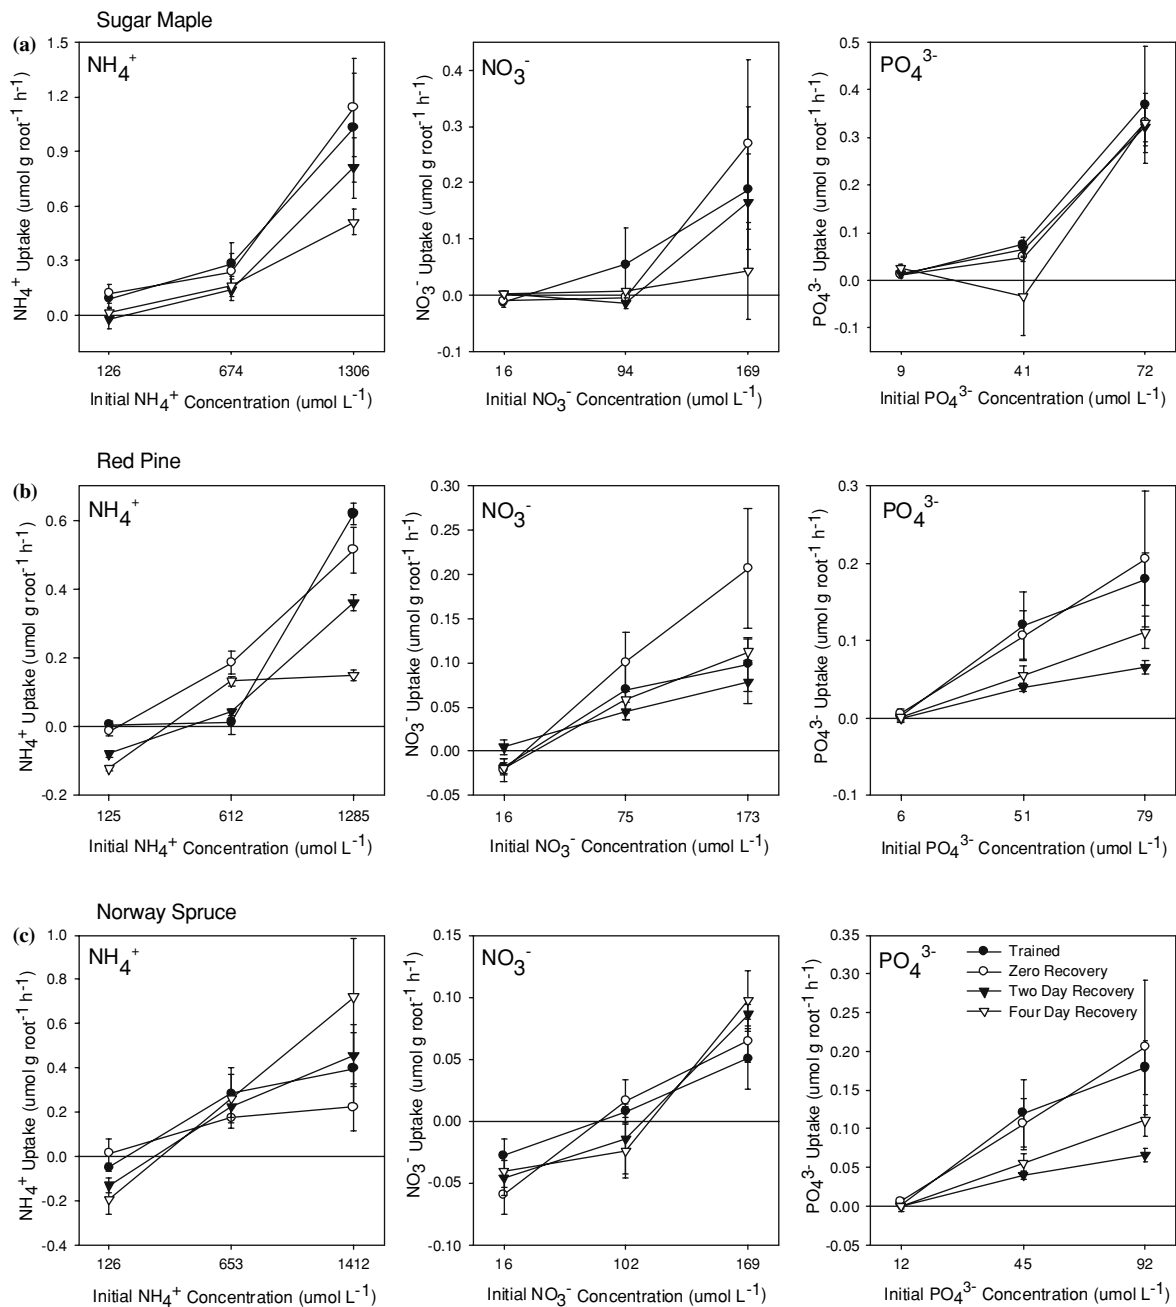 Sugar Maple
(a)
NH4+
NH4+ Uptake (umol g root-1 h-1)
1.5
1.2
0.9
0.6
0.3
0.0
126
674
1306
Initial NH4+ Concentration (umol L-1)
NO3-
NO3- Uptake (umol g root-1 h-1)
0.4
0.3
0.2
0.1
0.0
-0.1
16
94
169
Initial NO3- Concentration (umol L-1)
PO43-
PO43- Uptake (umol g root-1 h-1)
0.5
0.4
0.3
0.2
0.1
0.0
-0.1
9
41
72
Initial PO43- Concentration (umol L-1)
Red Pine
(b)
NH4+
NH4+ Uptake (umol g root-1 h-1)
0.6
0.4
0.2
0.0
-0.2
125
612
1285
Initial NH4+ Concentration (umol L-1)
NO3-
NO3- Uptake (umol g root-1 h-1)
0.30
0.25
0.20
0.15
0.10
0.05
0.00
-0.05
16
75
173
Initial NO3- Concentration (umol L-1)
PO43-
PO43- Uptake (umol g root-1 h-1)
0.3
0.2
0.1
0.0
-0.1
6
51
79
Initial PO43- Concentration (umol L-1)
Norway Spruce
(c)
NH4+
NH4+ Uptake (umol g root-1 h-1)
1.0
0.8
0.6
0.4
0.2
0.0
-0.2
-0.4
126
653
1412
Initial NH4+ Concentration (umol L-1)
NO3-
NO3- Uptake (umol g root-1 h-1)
0.15
0.10
0.05
0.00
-0.05
-0.10
16
102
169
Initial NO3- Concentration (umol L-1)
PO43-
Trained
Zero Recovery
Two Day Recovery
Four Day Recovery
PO43- Uptake (umol g root-1 h-1)
0.35
0.30
0.25
0.20
0.15
0.10
0.05
0.00
-0.05
12
45
92
Initial PO43- Concentration (umol L-1)